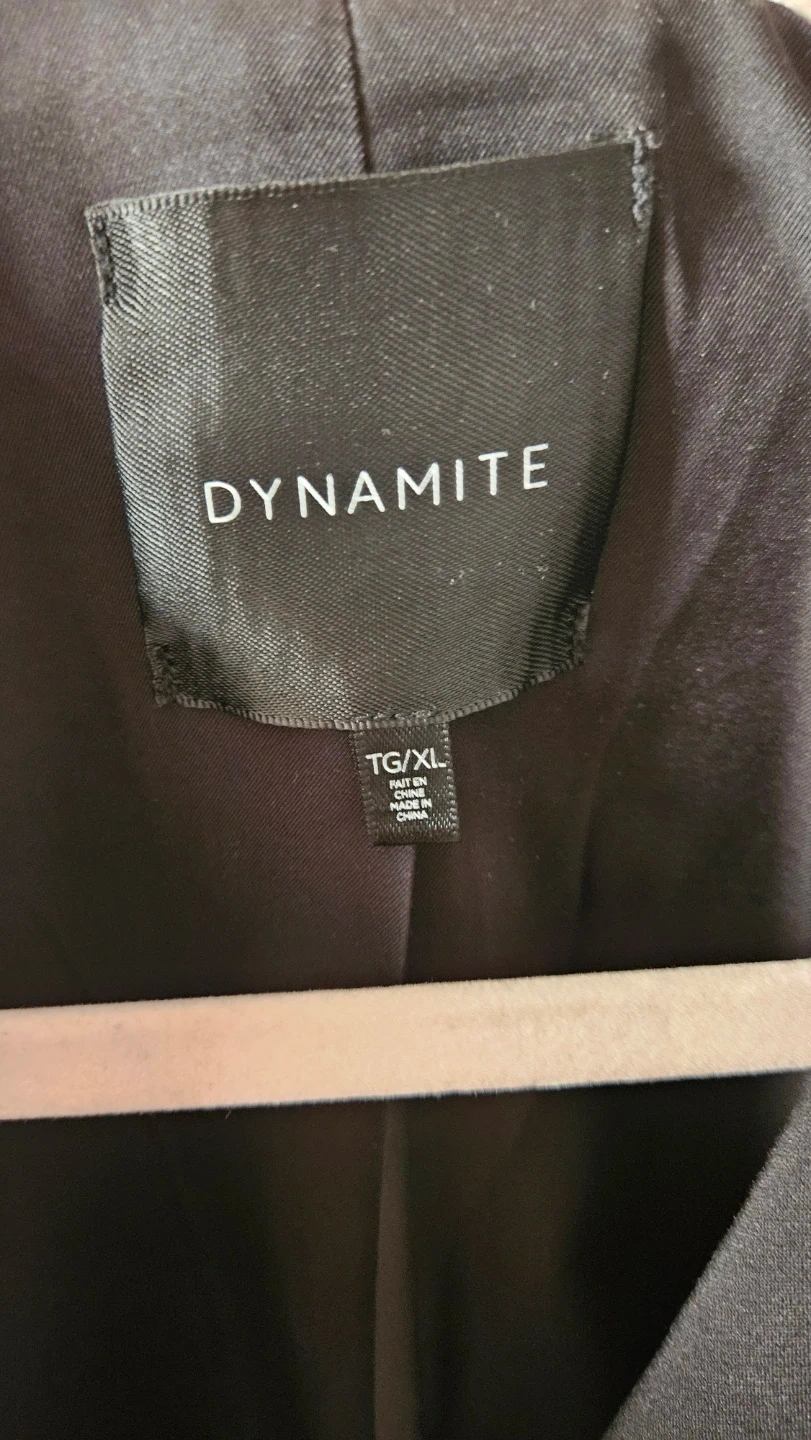 DYNAMITE
TG/XL
FAIT EN
CHINE
MADE IN
CHINA